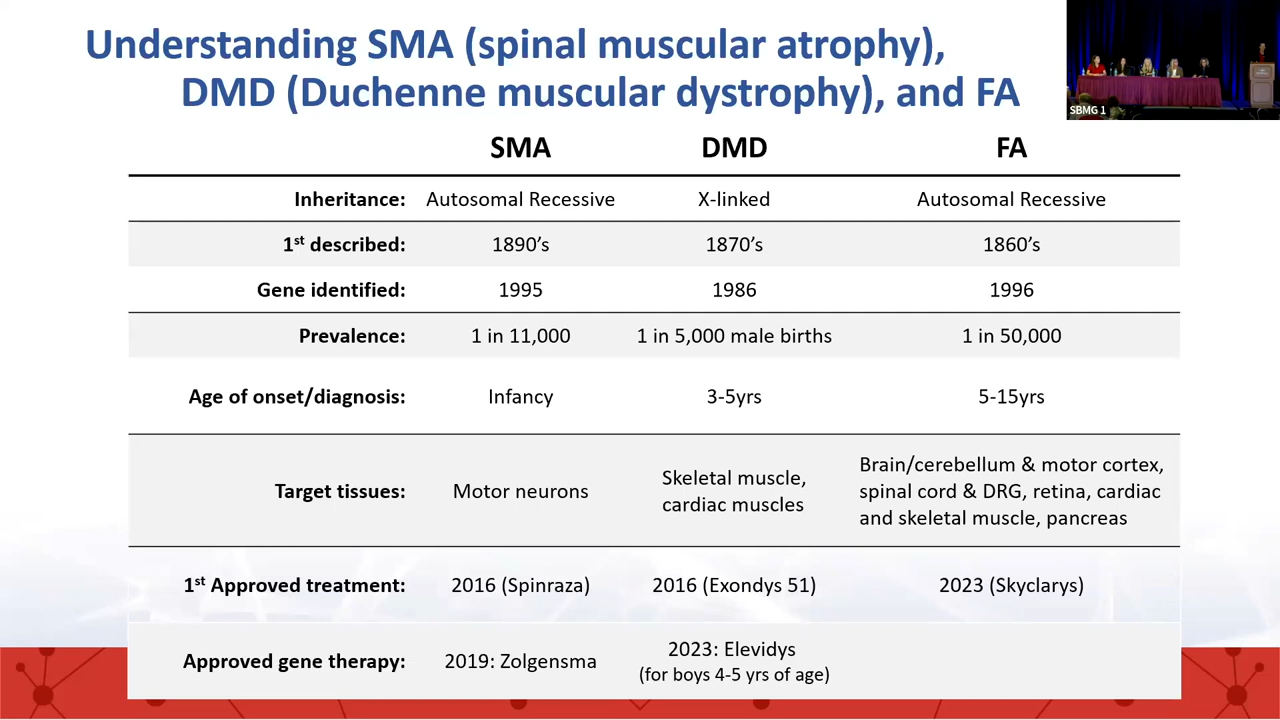 Understanding SMA (spinal muscular atrophy),
DMD (Duchenne muscular dystrophy), and FA
SBMG 1
SMA DMD FA
Inheritance: Autosomal Recessive X-linked Autosomal Recessive
1st described: 1890’s 1870’s 1860’s
Gene identified: 1995 1986 1996
Prevalence: 1 in 11,000 1 in 5,000 male births 1 in 50,000
Age of onset/diagnosis: Infancy 3-5yrs 5-15yrs
Target tissues: Motor neurons
Skeletal muscle,
cardiac muscles
Brain/cerebellum & motor cortex,
spinal cord & DRG, retina, cardiac
and skeletal muscle, pancreas
1st Approved treatment: 2016 (Spinraza) 2016 (Exondys 51) 2023 (Skyclarys)
Approved gene therapy: 2019: Zolgensma
2023: Elevidys
(for boys 4-5 yrs of age)